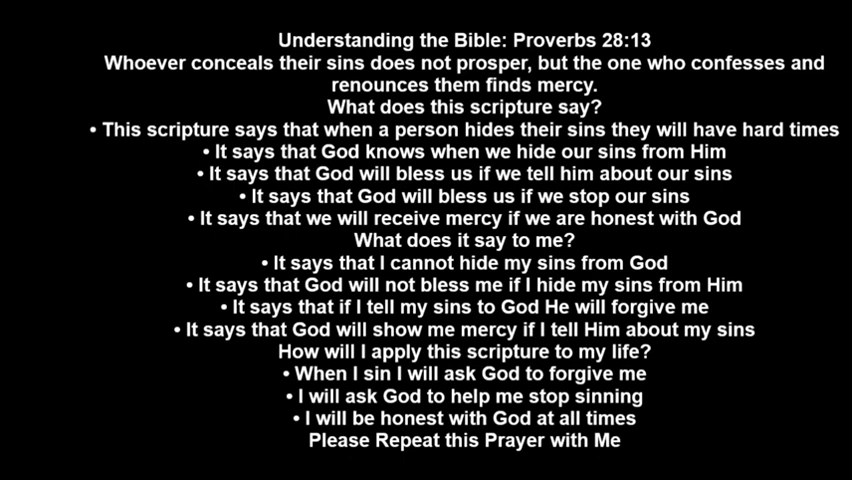 Understanding the Bible: Proverbs 28:13
Whoever conceals their sins does not prosper, but the one who confesses and
renounces them finds mercy.
What does this scripture say?
• This scripture says that when a person hides their sins they will have hard times
• It says that God knows when we hide our sins from Him
• It says that God will bless us if we tell him about our sins
• It says that God will bless us if we stop our sins
• It says that we will receive mercy if we are honest with God
What does it say to me?
• It says that I cannot hide my sins from God
• It says that God will not bless me if I hide my sins from Him
• It says that if I tell my sins to God He will forgive me
• It says that God will show me mercy if I tell Him about my sins
How will I apply this scripture to my life?
• When I sin I will ask God to forgive me
• I will ask God to help me stop sinning
• I will be honest with God at all times
Please Repeat this Prayer with Me